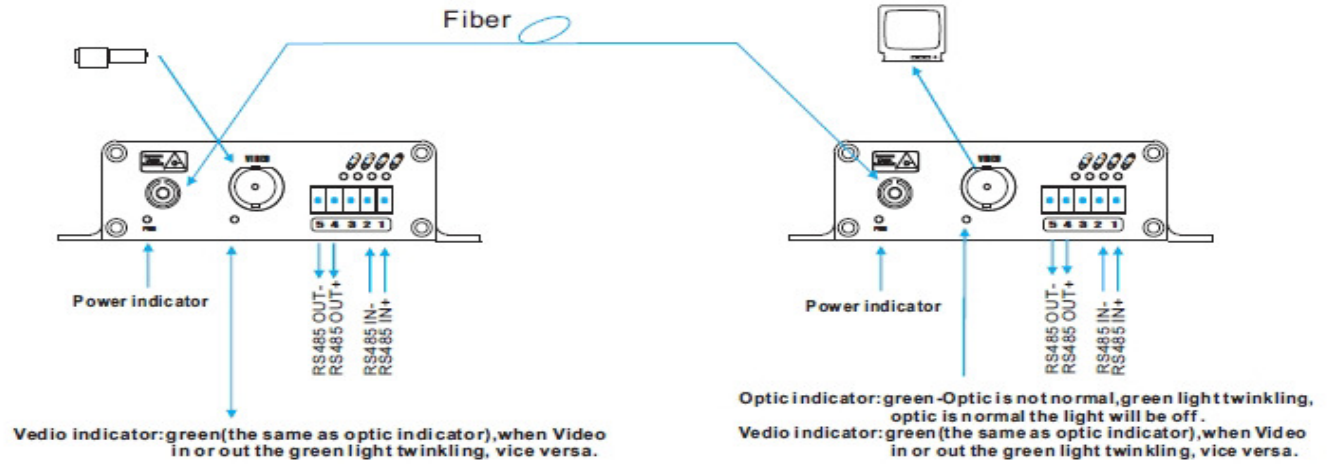 Fiber
VIDEO
VIDEO
5 4 3 2 1
5 4 3 2 1
Power indicator
RS485 OUT-
RS485 OUT+
RS485 IN-
RS485 IN+
Power indicator
RS485 OUT-
RS485 OUT+
RS485 IN-
RS485 IN+
Vedio indicator:green(the same as optic indicator),when Video
in or out the green light twinkling, vice versa.
Optic indicator:green-Optic is not normal,green light twinkling,
optic is normal the light will be off.
Vedio indicator:green(the same as optic indicator),when Video
in or out the green light twinkling, vice versa.